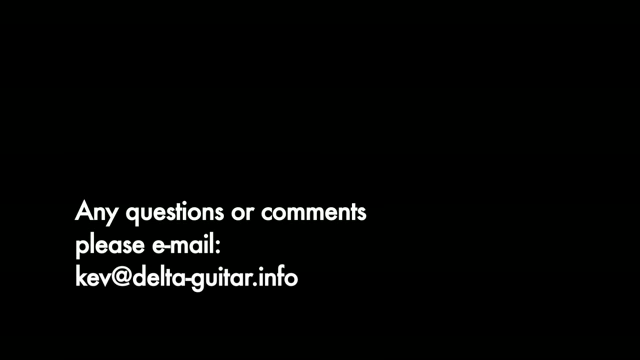 Any questions or comments
please e-mail:
kev@delta-guitar.info